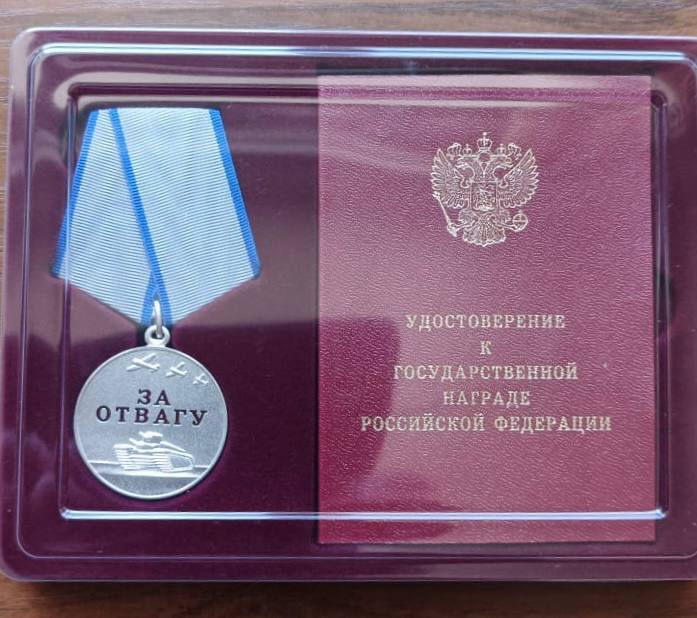 ЗА
ОТВАГУ
УДОСТОВЕРЕНИЕ
К
ГОСУДАРСТВЕННОЙ
НАГРАДЕ
РОССИЙСКОЙ ФЕДЕРАЦИИ